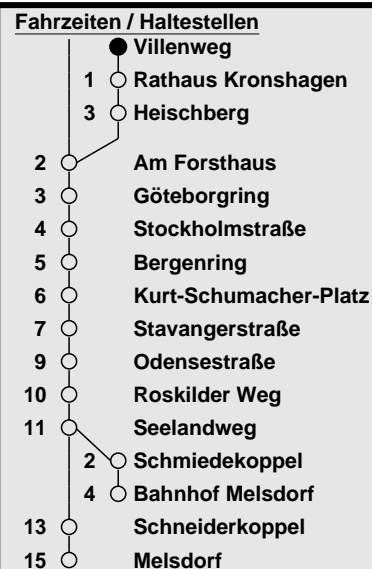 Fahrzeiten / Haltestellen
Villenweg
1 Rathaus Kronshagen
3 Heischberg
2 Am Forsthaus
3 Göteborgring
4 Stockholmstraße
5 Bergenring
6 Kurt-Schumacher-Platz
7 Stavangerstraße
9 Odensestraße
10 Roskilder Weg
11 Seelandweg
2 Schmiedekoppel
4 Bahnhof Melsdorf
13 Schneiderkoppel
15 Melsdorf